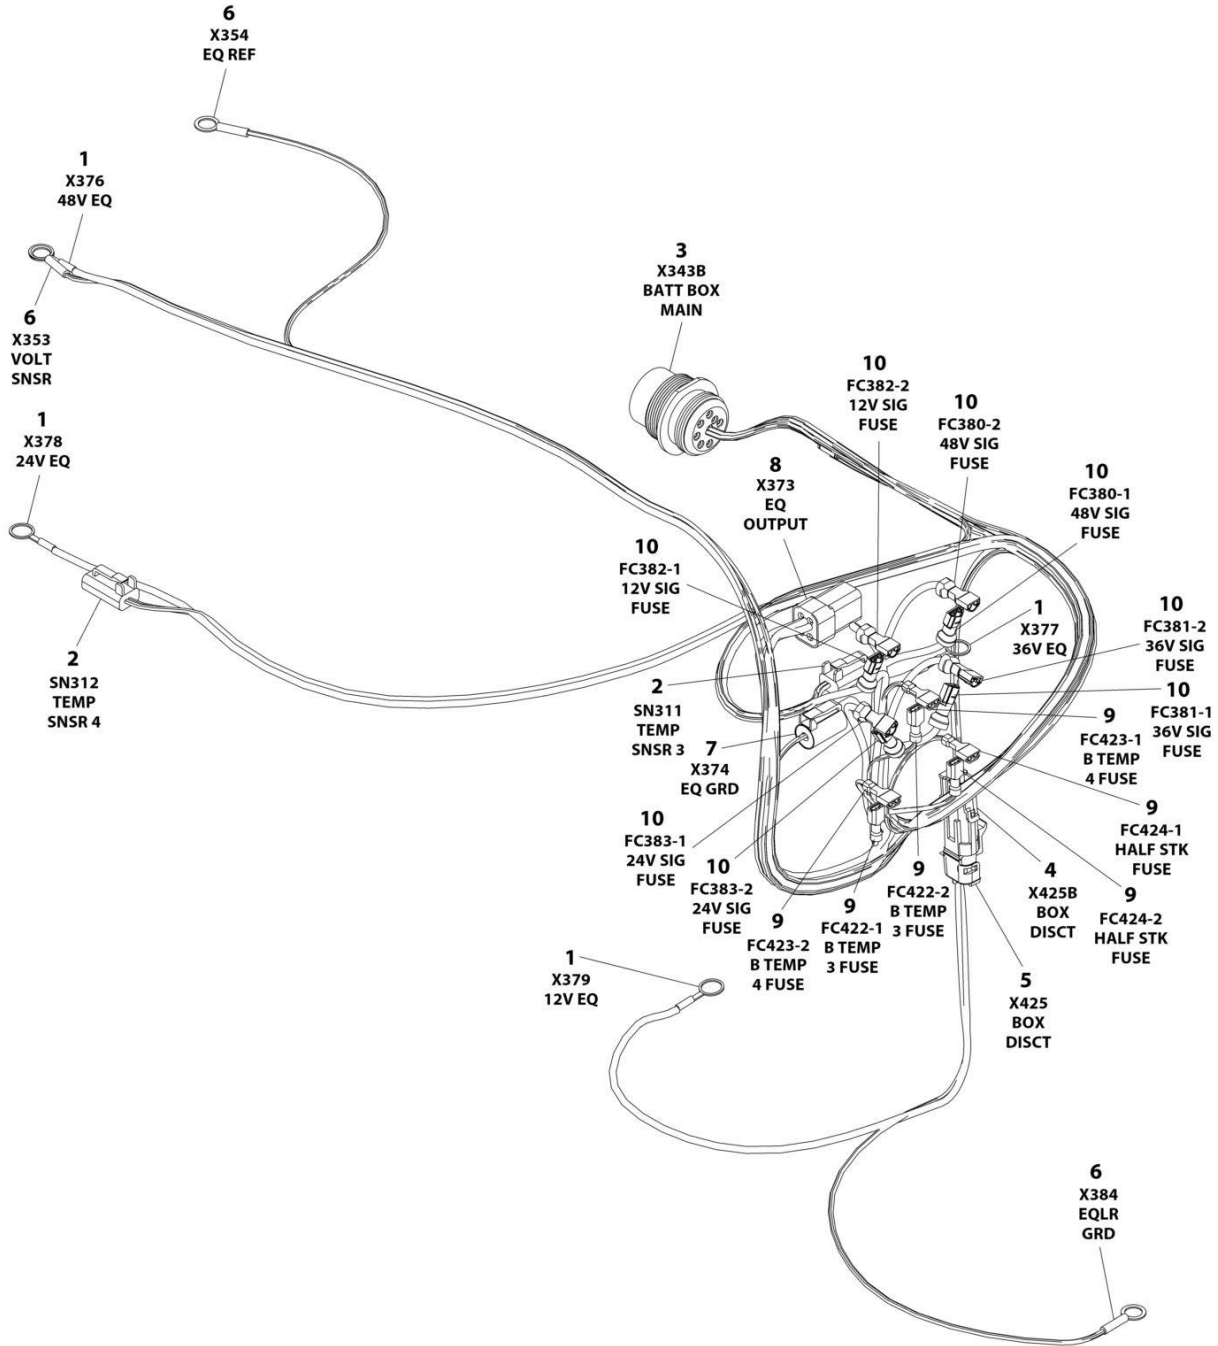 6
X354
EQ REF
1
X376
48V EQ
6
X353
VOLT
SNSR
3
X343B
BATT BOX
MAIN
10
FC382-2
12V SIG
FUSE
10
FC380-2
48V SIG
FUSE
1
X378
24V EQ
8
X373
EQ
OUTPUT
10
FC380-1
48V SIG
FUSE
10
FC382-1
12V SIG
FUSE
1
X377
36V EQ
10
FC381-2
36V SIG
FUSE
2
SN312
TEMP
SNSR 4
2
SN311
TEMP
SNSR 3
10
FC381-1
36V SIG
FUSE
9
FC423-1
B TEMP
4 FUSE
7
X374
EQ GRD
9
FC424-1
HALF STK
FUSE
10
FC383-1
24V SIG
FUSE
10
FC383-2
24V SIG
FUSE
9
FC423-2
B TEMP
4 FUSE
9
FC422-1
B TEMP
3 FUSE
9
FC422-2
B TEMP
3 FUSE
4
X425B
BOX
DISCT
9
FC424-2
HALF STK
FUSE
1
X379
12V EQ
5
X425
BOX
DISCT
6
X384
EQLR
GRD